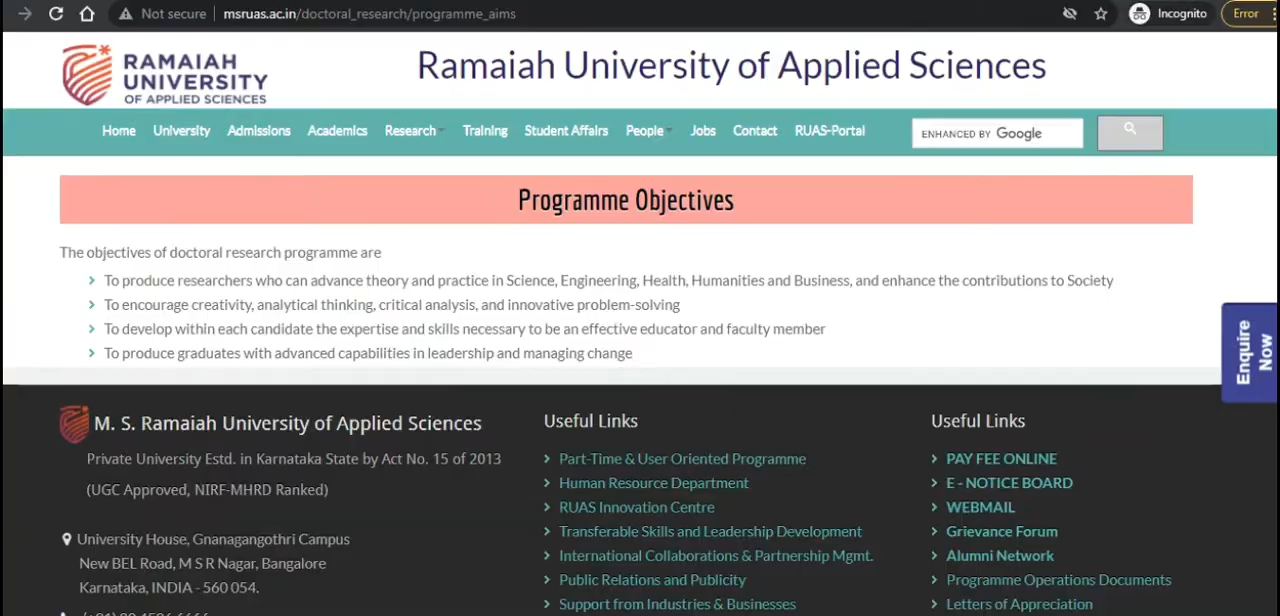 Not secure | msruas.ac.in/doctoral_research/programme_aims Incognito Error
RAMAIAH
UNIVERSITY
OF APPLIED SCIENCES
Ramaiah University of Applied Sciences
Home University Admissions Academics Research Training Student Affairs People Jobs Contact RUAS-Portal ENHANCED BY Google
Programme Objectives
The objectives of doctoral research programme are
To produce researchers who can advance theory and practice in Science, Engineering, Health, Humanities and Business, and enhance the contributions to Society
To encourage creativity, analytical thinking, critical analysis, and innovative problem-solving
To develop within each candidate the expertise and skills necessary to be an effective educator and faculty member
To produce graduates with advanced capabilities in leadership and managing change
Enquire
Now
M. S. Ramaiah University of Applied Sciences
Private University Estd. in Karnataka State by Act No. 15 of 2013
(UGC Approved, NIRF-MHRD Ranked)
University House, Gnanagangothri Campus
New BEL Road, M S R Nagar, Bangalore
Karnataka, INDIA - 560 054.
Useful Links
Part-Time & User Oriented Programme
Human Resource Department
RUAS Innovation Centre
Transferable Skills and Leadership Development
International Collaborations & Partnership Mgmt.
Public Relations and Publicity
Support from Industries & Businesses
Useful Links
PAY FEE ONLINE
E - NOTICE BOARD
WEBMAIL
Grievance Forum
Alumni Network
Programme Operations Documents
Letters of Appreciation